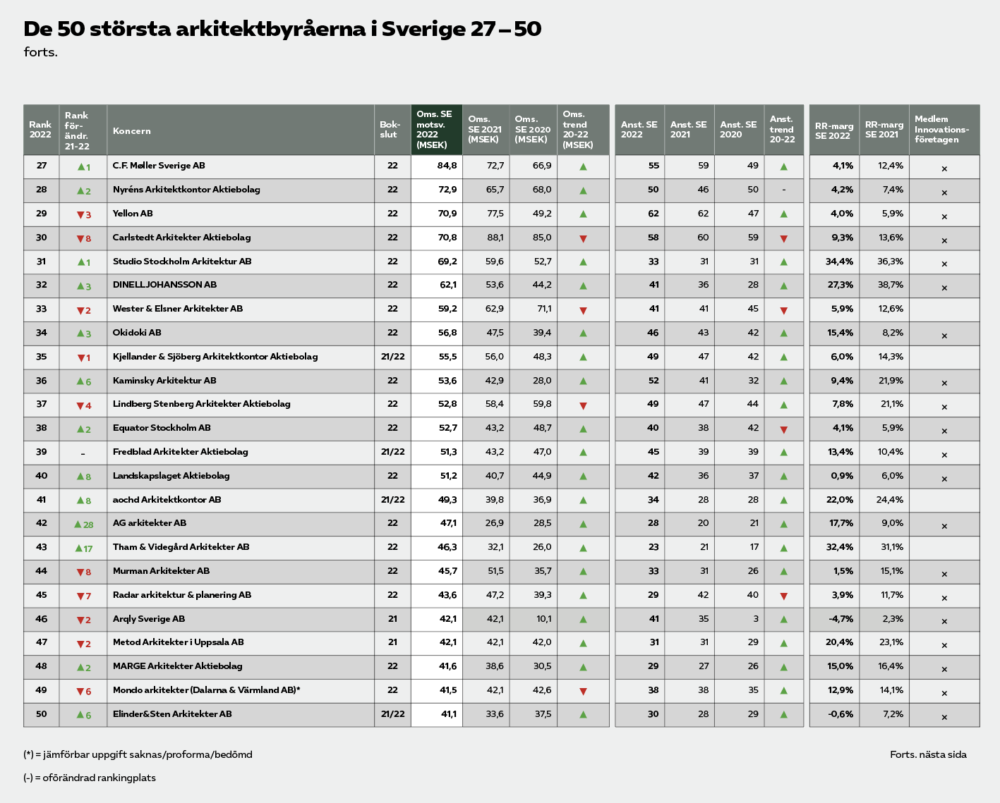 De 50 största arkitektbyråerna i Sverige 27–50
forts.
Rank 2022 Rank för-ändr. 21-22 Koncern Bok-slut Oms. SE motsv. 2022 (MSEK) Oms. SE 2021 (MSEK) Oms. SE 2020 (MSEK) Oms. trend 20-22 (MSEK) Anst. SE 2022 Anst. SE 2021 Anst. SE 2020 Anst. trend 20-22 RR-marg SE 2022 RR-marg SE 2021 Medlem Innovations-företagen
27 ▲1 C.F. Møller Sverige AB 22 84,8 72,7 66,9 ▲ 55 59 49 ▲ 4,1% 12,4% ×
28 ▲2 Nyréns Arkitektkontor Aktiebolag 22 72,9 65,7 68,0 ▲ 50 46 50 - 4,2% 7,4% ×
29 ▼3 Yellon AB 22 70,9 77,5 49,2 ▲ 62 62 47 ▲ 4,0% 5,9% ×
30 ▼8 Carlstedt Arkitekter Aktiebolag 22 70,8 88,1 85,0 ▼ 58 60 59 ▼ 9,3% 13,6% ×
31 ▲1 Studio Stockholm Arkitektur AB 22 69,2 59,6 52,7 ▲ 33 31 31 ▲ 34,4% 36,3% ×
32 ▲3 DINELLJOHANSSON AB 22 62,1 53,6 44,2 ▲ 41 36 28 ▲ 27,3% 38,7% ×
33 ▼2 Wester & Elsner Arkitekter AB 22 59,2 62,9 71,1 ▼ 41 41 45 ▼ 5,9% 12,6%
34 ▲3 Okidoki AB 22 56,8 47,5 39,4 ▲ 46 43 42 ▲ 15,4% 8,2% ×
35 ▼1 Kjellander & Sjöberg Arkitektkontor Aktiebolag 21/22 55,5 56,0 48,3 ▲ 49 47 42 ▲ 6,0% 14,3%
36 ▲6 Kaminsky Arkitektur AB 22 53,6 42,9 28,0 ▲ 52 41 32 ▲ 9,4% 21,9% ×
37 ▼4 Lindberg Stenberg Arkitekter Aktiebolag 22 52,8 58,4 59,8 ▼ 49 47 44 ▲ 7,8% 21,1% ×
38 ▲2 Equator Stockholm AB 22 52,7 43,2 48,7 ▲ 40 38 42 ▼ 4,1% 5,9% ×
39 - Fredblad Arkitekter Aktiebolag 21/22 51,3 43,2 47,0 ▲ 45 39 39 ▲ 13,4% 10,4% ×
40 ▲8 Landskapslaget Aktiebolag 22 51,2 40,7 44,9 ▲ 42 36 37 ▲ 0,9% 6,0% ×
41 ▲8 aochd Arkitektkontor AB 21/22 49,3 39,8 36,9 ▲ 34 28 28 ▲ 22,0% 24,4%
42 ▲28 AG arkitekter AB 22 47,1 26,9 28,5 ▲ 28 20 21 ▲ 17,7% 9,0% ×
43 ▲17 Tham & Videgård Arkitekter AB 22 46,3 32,1 26,0 ▲ 23 21 17 ▲ 32,4% 31,1%
44 ▼8 Murman Arkitekter AB 22 45,7 51,5 35,7 ▲ 33 31 26 ▲ 1,5% 15,1% ×
45 ▼7 Radar arkitektur & planering AB 22 43,6 47,2 39,3 ▲ 29 42 40 ▼ 3,9% 11,7% ×
46 ▼2 Arqly Sverige AB 21 42,1 42,1 10,1 ▲ 41 35 3 ▲ -4,7% 2,3% ×
47 ▼2 Metod Arkitekter i Uppsala AB 21 42,1 42,1 42,0 ▲ 31 31 29 ▲ 20,4% 23,1% ×
48 ▲2 MARGE Arkitekter Aktiebolag 22 41,6 38,6 30,5 ▲ 29 27 26 ▲ 15,0% 16,4% ×
49 ▼6 Mondo arkitekter (Dalarna & Värmland AB)* 22 41,5 42,1 42,6 ▼ 38 38 35 ▲ 12,9% 14,1% ×
50 ▲6 Elinder&Sten Arkitekter AB 21/22 41,1 33,6 37,5 ▲ 30 28 29 ▲ -0,6% 7,2% ×
(*) = jämförbar uppgift saknas/proforma/bedömd
Forts. nästa sida
(-) = oförändrad rankingplats